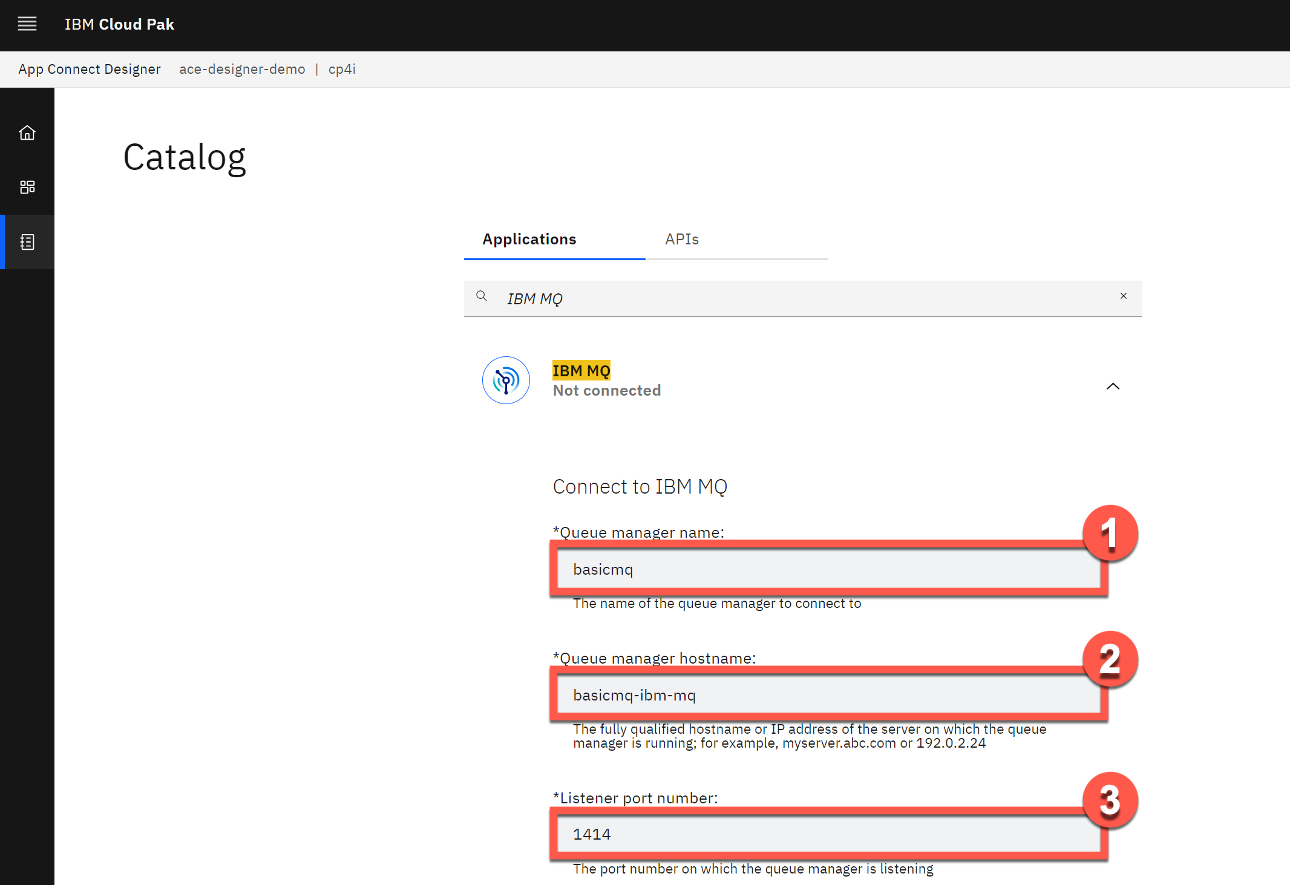 IBM Cloud Pak
App Connect Designer ace-designer-demo | cp4i
Catalog
Applications APIs
IBM MQ
IBM MQ
Not connected
Connect to IBM MQ
*Queue manager name:
1
basicmq
The name of the queue manager to connect to
*Queue manager hostname:
2
basicmq-ibm-mq
The fully qualified hostname or IP address of the server on which the queue
manager is running; for example, myserver.abc.com or 192.0.2.24
*Listener port number:
3
1414
The port number on which the queue manager is listening